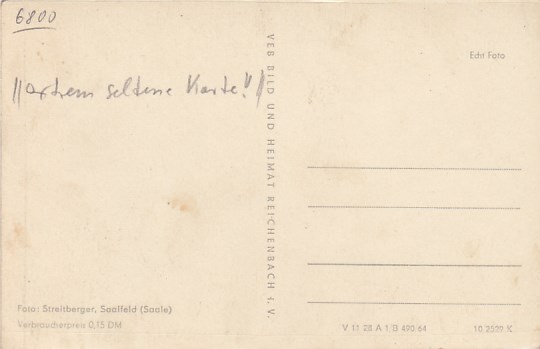 6800
Echt Foto
//extrem seltene Karte!//
VEB BILD UND HEIMAT REICHENBACH i. V.
Foto: Streitberger, Saalfeld (Saale)
Verbraucherpreis 0,15 DM
V 11 28 A 1/B 490/64
10 2529 K